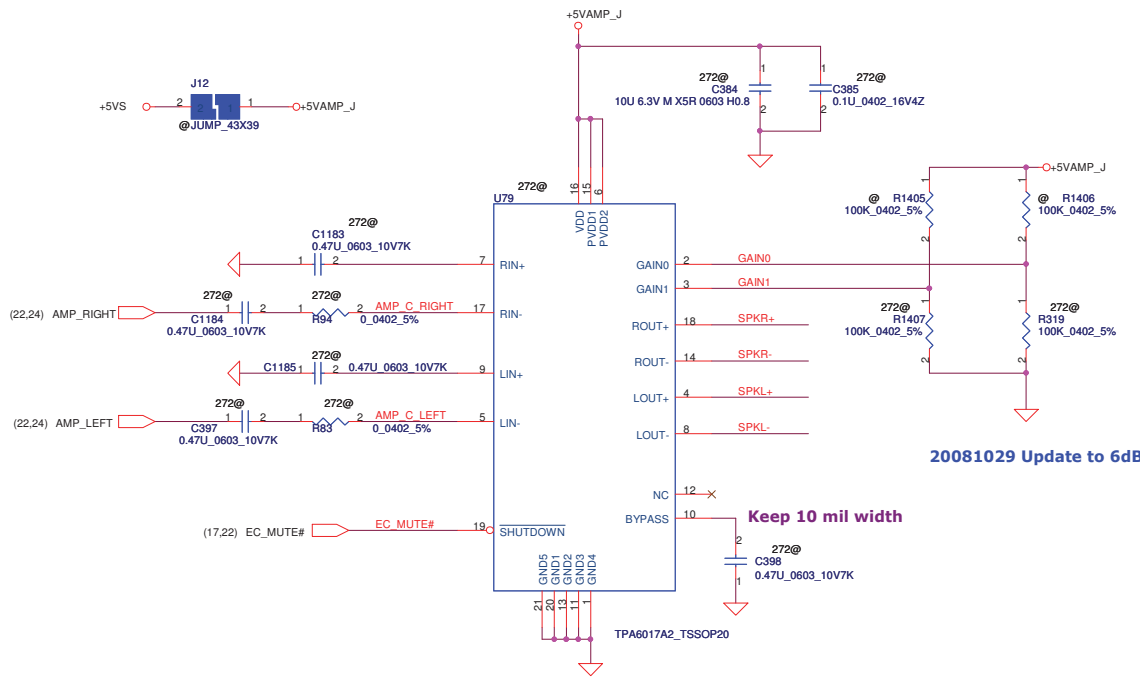 +5VAMP_J
J12
+5VS
2
2
1
1
+5VAMP_J
@JUMP_43X39
272@
C384
10U 6.3V M X5R 0603 H0.8
1
2
272@
C385
0.1U_0402_16V4Z
1
2
+5VAMP_J
@
R1405
100K_0402_5%
1
2
@
R1406
100K_0402_5%
1
2
272@
U79
16
15
6
VDD
PVDD1
PVDD2
272@
C1183
0.47U_0603_10V7K
1
2
7
RIN+
(22,24) AMP_RIGHT
272@
1
2
C1184
0.47U_0603_10V7K
272@
1
2
R94
0_0402_5%
AMP_C_RIGHT
17
RIN-
272@
C1185
1
2
0.47U_0603_10V7K
9
LIN+
(22,24) AMP_LEFT
272@
1
2
C397
0.47U_0603_10V7K
272@
1
2
R83
0_0402_5%
AMP_C_LEFT
5
LIN-
(17,22) EC_MUTE#
EC_MUTE#
19
SHUTDOWN
GAIN0
2
GAIN0
GAIN1
3
GAIN1
ROUT+
18
SPKR+
ROUT-
14
SPKR-
LOUT+
4
SPKL+
LOUT-
8
SPKL-
272@
R1407
100K_0402_5%
1
2
272@
R319
100K_0402_5%
1
2
20081029 Update to 6dB
NC
12
BYPASS
10
Keep 10 mil width
2
272@
C398
0.47U_0603_10V7K
1
GND5
GND1
GND2
GND3
GND4
21
20
13
11
1
TPA6017A2_TSSOP20